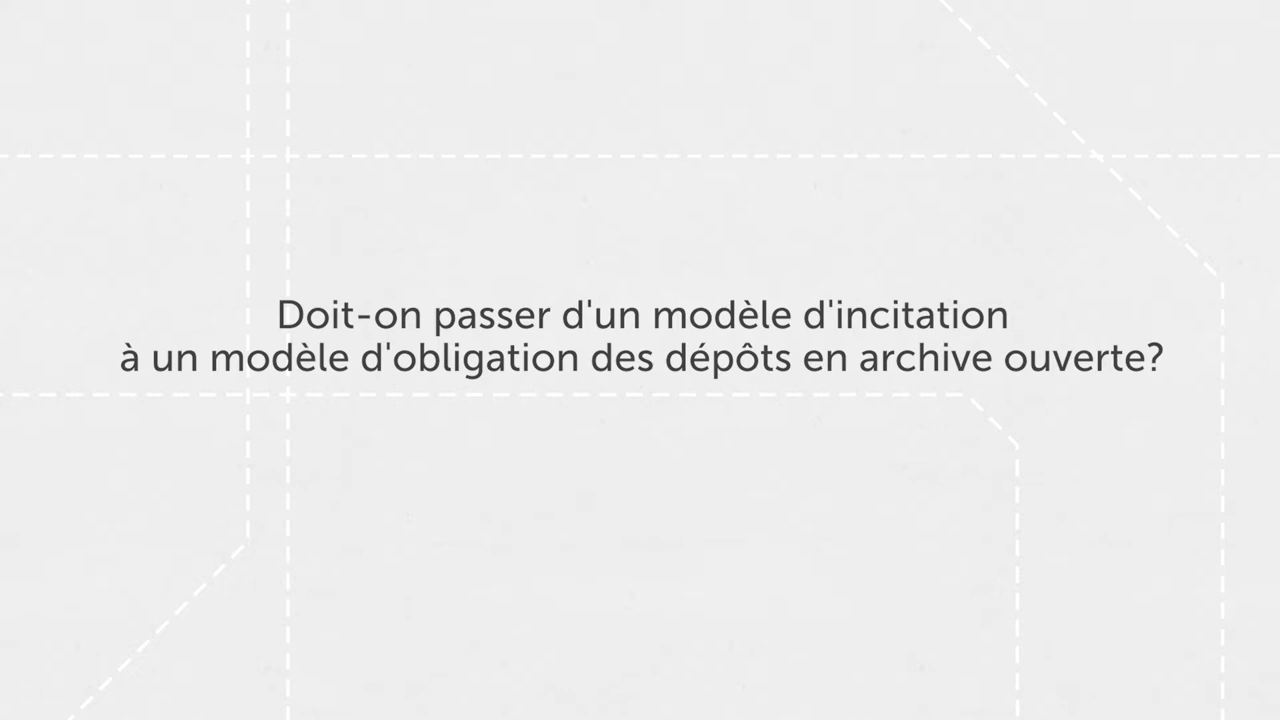 Doit-on passer d'un modèle d'incitation
à un modèle d'obligation des dépôts en archive ouverte?